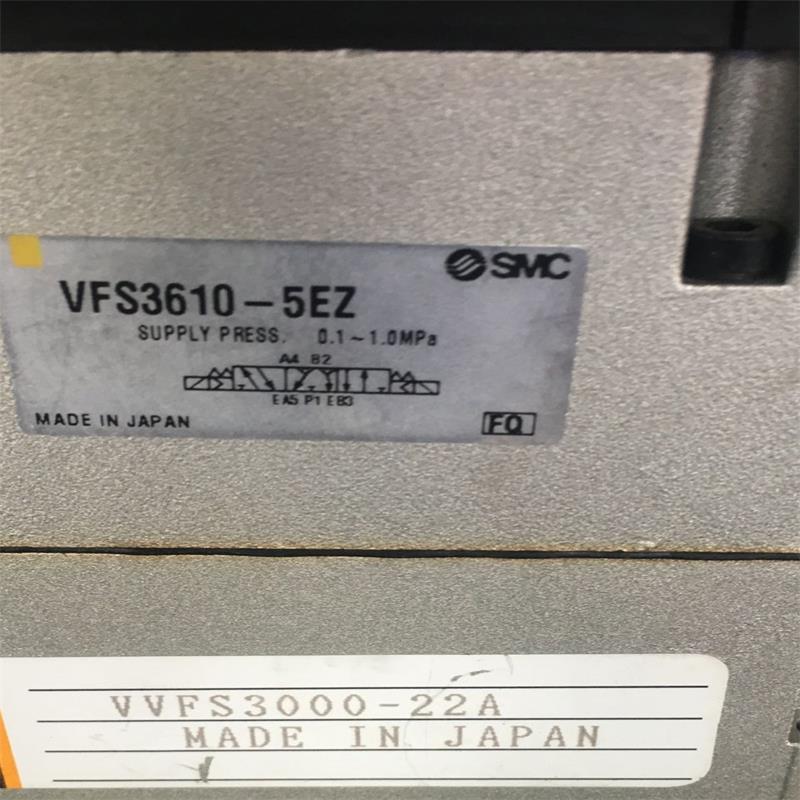 SMC
VFS3610-5EZ
SUPPLY PRESS. 0.1~1.0MPa
A4 B2
EA5 P1 EB3
MADE IN JAPAN FQ
VVFS3000-22A
MADE IN JAPAN